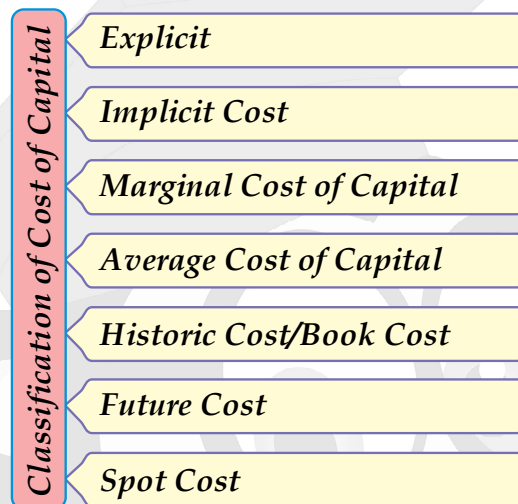 Classification of Cost of Capital
Explicit
Implicit Cost
Marginal Cost of Capital
Average Cost of Capital
Historic Cost/Book Cost
Future Cost
Spot Cost